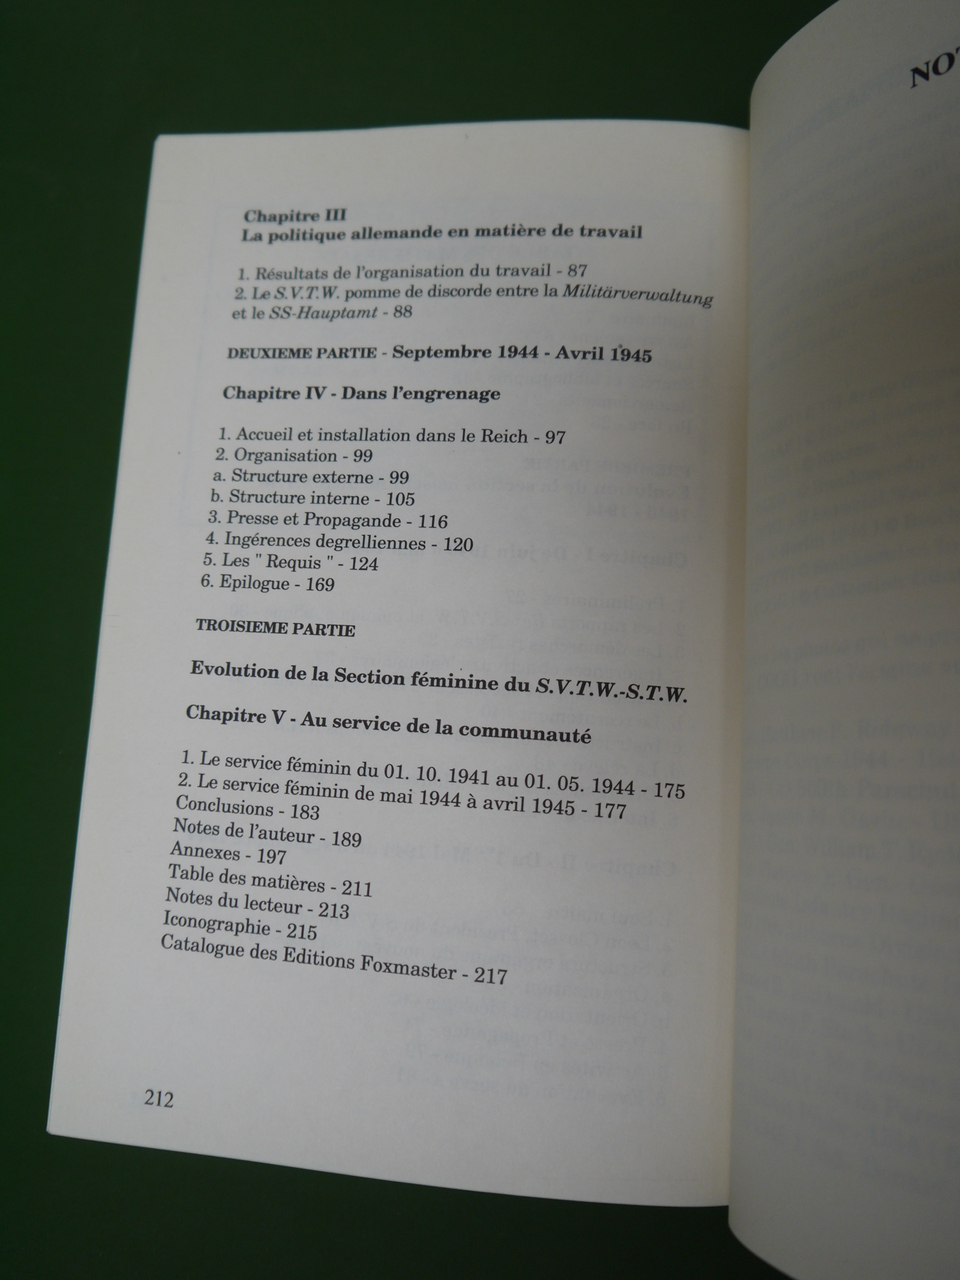 Chapitre III
La politique allemande en matière de travail
1. Résultats de l'organisation du travail - 87
2. Le S.V.T.W. pomme de discorde entre la Militärverwaltung
et le SS-Hauptamt - 88
DEUXIEME PARTIE - Septembre 1944 - Avril 1945
Chapitre IV - Dans l'engrenage
1. Accueil et installation dans le Reich - 97
2. Organisation - 99
a. Structure externe - 99
b. Structure interne - 105
3. Presse et Propagande - 116
4. Ingérences degrelliennes - 120
5. Les " Requis " - 124
6. Epilogue - 169
TROISIEME PARTIE
Evolution de la Section féminine du S.V.T.W.-S.T.W.
Chapitre V - Au service de la communauté
1. Le service féminin du 01. 10. 1941 au 01. 05. 1944 - 175
2. Le service féminin de mai 1944 à avril 1945 - 177
Conclusions - 183
Notes de l'auteur - 189
Annexes - 197
Table des matières - 211
Notes du lecteur - 213
Iconographie - 215
Catalogue des Editions Foxmaster - 217
212